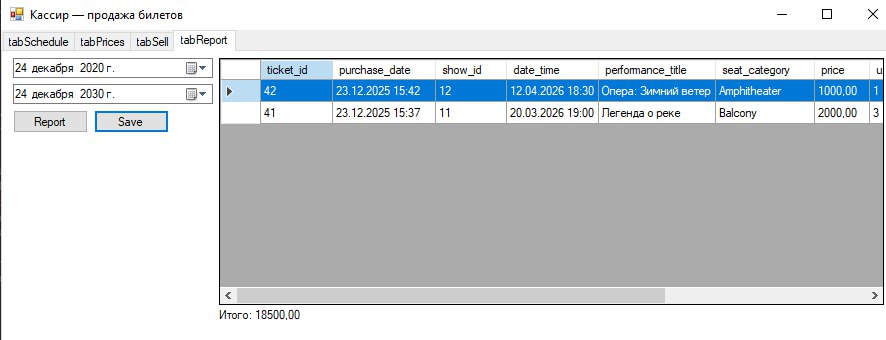 Кассир — продажа билетов
tabSchedule tabPrices tabSell tabReport
24 декабря 2020 г.
24 декабря 2030 г.
Report Save
ticket_id purchase_date show_id date_time perfomance_title seat_category price u
42 23.12.2025 15:42 12 12.04.2026 18:30 Опера: Зимний ветер Amphitheater 1000,00 1
41 23.12.2025 15:37 11 20.03.2026 19:00 Легенда о реке Balcony 2000,00 3
Итого: 18500,00